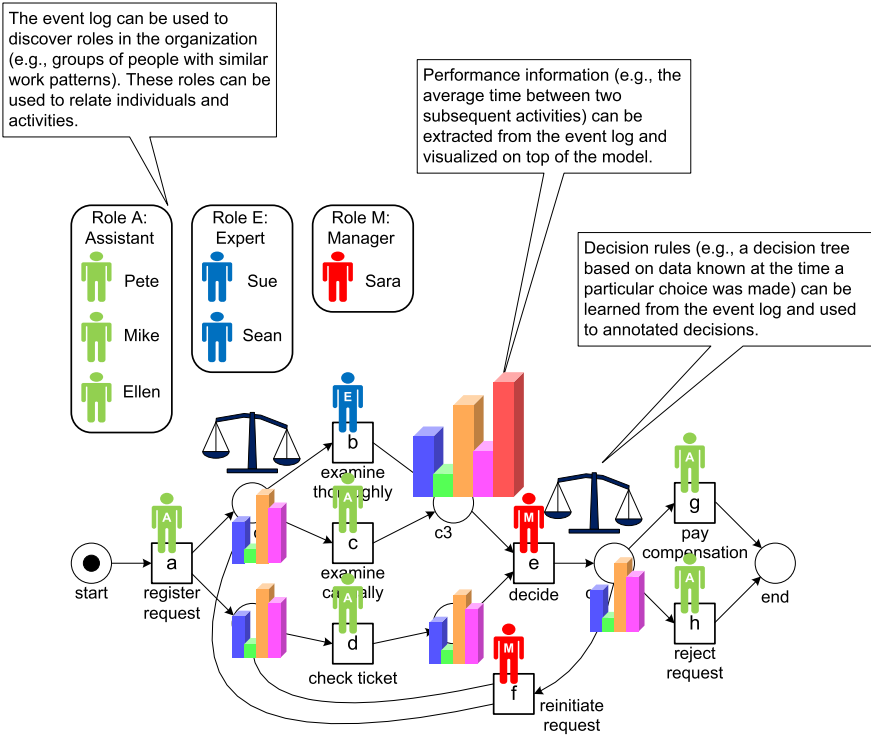 The event log can be used to
discover roles in the organization
(e.g., groups of people with similar
work patterns). These roles can be
used to relate individuals and
activities.
Performance information (e.g., the
average time between two
subsequent activities) can be
extracted from the event log and
visualized on top of the model.
Decision rules (e.g., a decision tree
based on data known at the time a
particular choice was made) can be
learned from the event log and used
to annotated decisions.
Role A:
Assistant
Pete
Mike
Ellen
Role E:
Expert
Sue
Sean
Role M:
Manager
Sara
E
b
examine
thoroughly
A
c
examine
A
d
check ticket
A
a
register
request
start
c3
M
e
decide
M
f
reinitiate
request
A
g
pay
compensation
A
h
reject
request
end